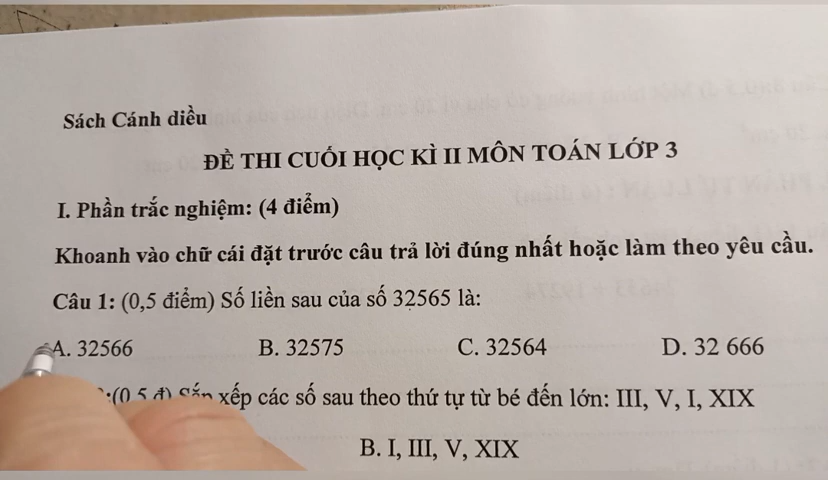 Sách Cánh diều
ĐỀ THI CUỐI HỌC KÌ II MÔN TOÁN LỚP 3
I. Phần trắc nghiệm: (4 điểm)
Khoanh vào chữ cái đặt trước câu trả lời đúng nhất hoặc làm theo yêu cầu.
Câu 1: (0,5 điểm) Số liền sau của số 32565 là:
A. 32566 B. 32575 C. 32564 D. 32 666
:(0,5 đ) Sắp xếp các số sau theo thứ tự từ bé đến lớn: III, V, I, XIX
B. I, III, V, XIX